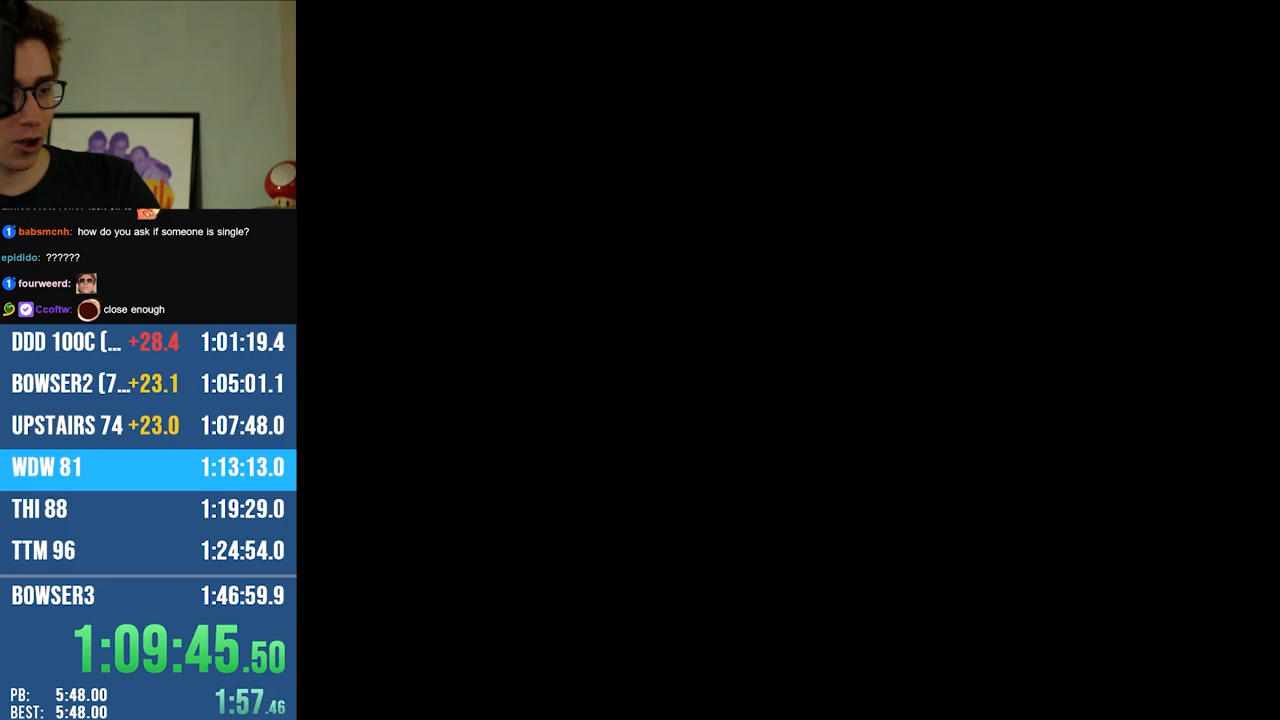 babsmcnh: how do you ask if someone is single?
epidido: ??????
fourweerd:
Ccoftw: close enough
DDD 100C (... +28.4 1:01:19.4
BOWSER2 (7... +23.1 1:05:01.1
UPSTAIRS 74 +23.0 1:07:48.0
WDW 81 1:13:13.0
THI 88 1:19:29.0
TTM 96 1:24:54.0
BOWSER3 1:46:59.9
1:09:45.50
PB: 5:48.00 1:57.46
BEST: 5:48.00